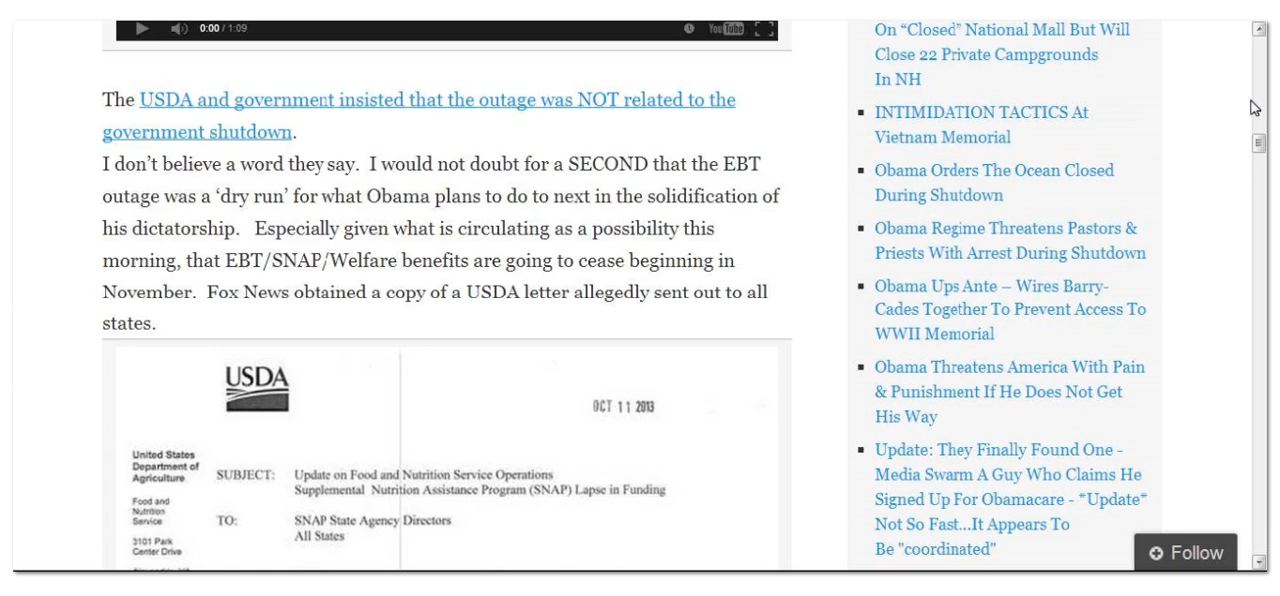 0:00 / 1:09
YouTube
The USDA and government insisted that the outage was NOT related to the
government shutdown.
I don't believe a word they say.  I would not doubt for a SECOND that the EBT
outage was a 'dry run' for what Obama plans to do to next in the solidification of
his dictatorship.   Especially given what is circulating as a possibility this
morning, that EBT/SNAP/Welfare benefits are going to cease beginning in
November.  Fox News obtained a copy of a USDA letter allegedly sent out to all
states.
USDA
OCT 11 2013
United States
Department of
Agriculture
Food and
Nutrition
Service
3101 Park
Center Drive
SUBJECT: Update on Food and Nutrition Service Operations
Supplemental Nutrition Assistance Program (SNAP) Lapse in Funding
TO: SNAP State Agency Directors
All States
On “Closed” National Mall But Will
Close 22 Private Campgrounds
In NH
INTIMIDATION TACTICS At
Vietnam Memorial
Obama Orders The Ocean Closed
During Shutdown
Obama Regime Threatens Pastors &
Priests With Arrest During Shutdown
Obama Ups Ante – Wires Barry-
Cades Together To Prevent Access To
WWII Memorial
Obama Threatens America With Pain
& Punishment If He Does Not Get
His Way
Update: They Finally Found One -
Media Swarm A Guy Who Claims He
Signed Up For Obamacare - *Update*
Not So Fast...It Appears To
Be "coordinated"
Follow